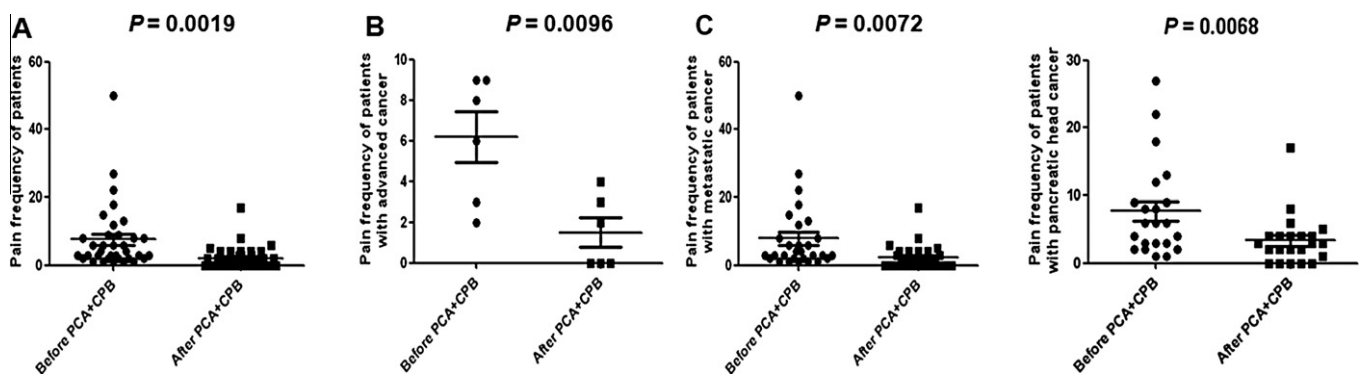 A
P = 0.0019
Pain frequency of patients
60
40
20
0
Before PCA+CPB
After PCA+CPB
B
P = 0.0096
Pain frequency of patients
with advanced cancer
10
8
6
4
2
0
Before PCA+CPB
After PCA+CPB
C
P = 0.0072
Pain frequency of patients
with metastatic cancer
60
40
20
0
Before PCA+CPB
After PCA+CPB
P = 0.0068
Pain frequency of patients
with pancreatic head cancer
30
20
10
0
Before PCA+CPB
After PCA+CPB